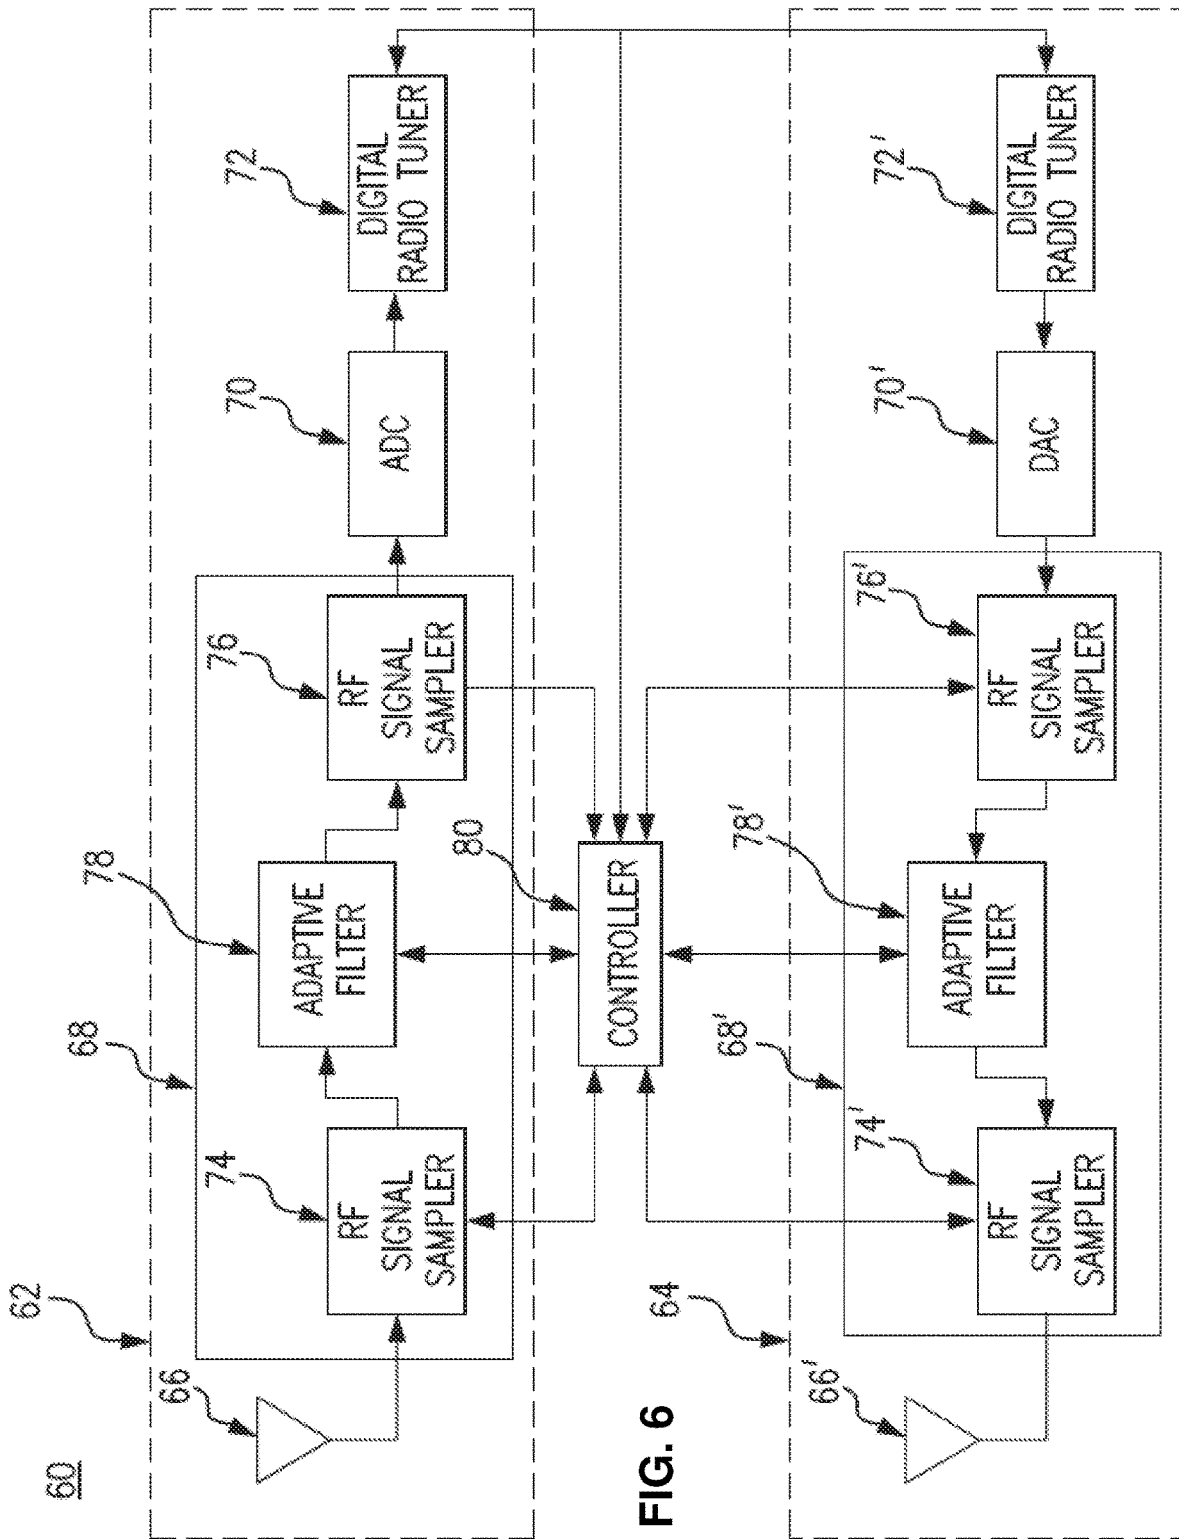 60
62
66
68
74
RF
SIGNAL
SAMPLER
78
ADAPTIVE
FILTER
76
RF
SIGNAL
SAMPLER
70
ADC
72
DIGITAL
RADIO TUNER
80
CONTROLLER
FIG. 6
64
66'
68'
74'
RF
SIGNAL
SAMPLER
78'
ADAPTIVE
FILTER
76'
RF
SIGNAL
SAMPLER
70'
DAC
72'
DIGITAL
RADIO TUNER